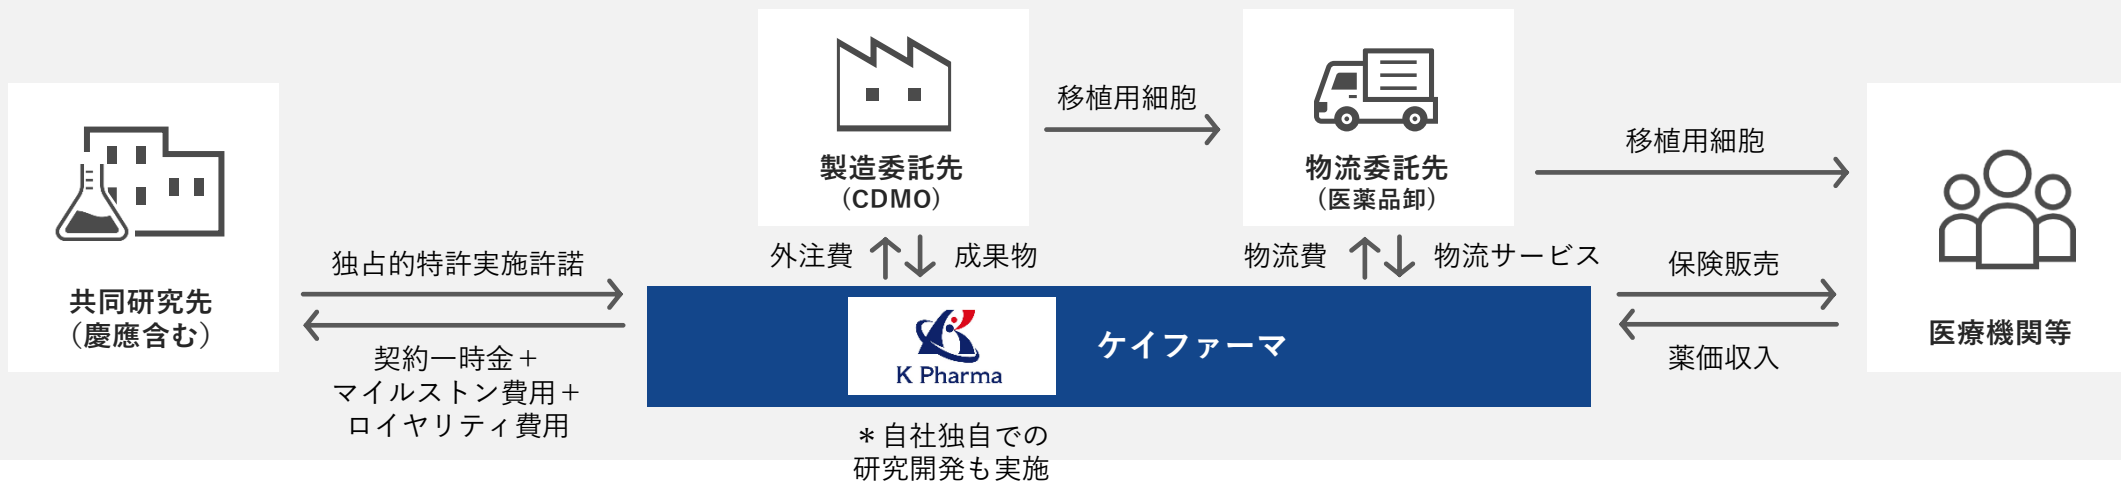 共同研究先
（慶應含む）
独占的特許実施許諾
契約一時金＋
マイルストン費用＋
ロイヤリティ費用
製造委託先
（CDMO）
移植用細胞
物流委託先
（医薬品卸）
移植用細胞
外注費
成果物
物流費
物流サービス
K Pharma
ケイファーマ
＊自社独自での
研究開発も実施
保険販売
薬価収入
医療機関等